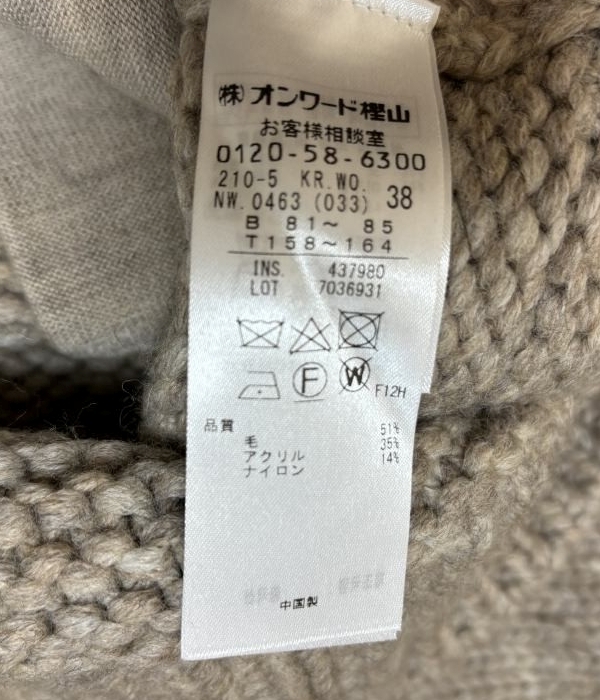 (株)オンワード樫山
お客様相談室
0120-58-6300
210-5 KR.WO. 38
NW.0463 (033)
B 81～ 85
T158～164
INS. 437980
LOT 7036931
F W F12H
品質
毛 51%
アクリル 35%
ナイロン 14%
中国製